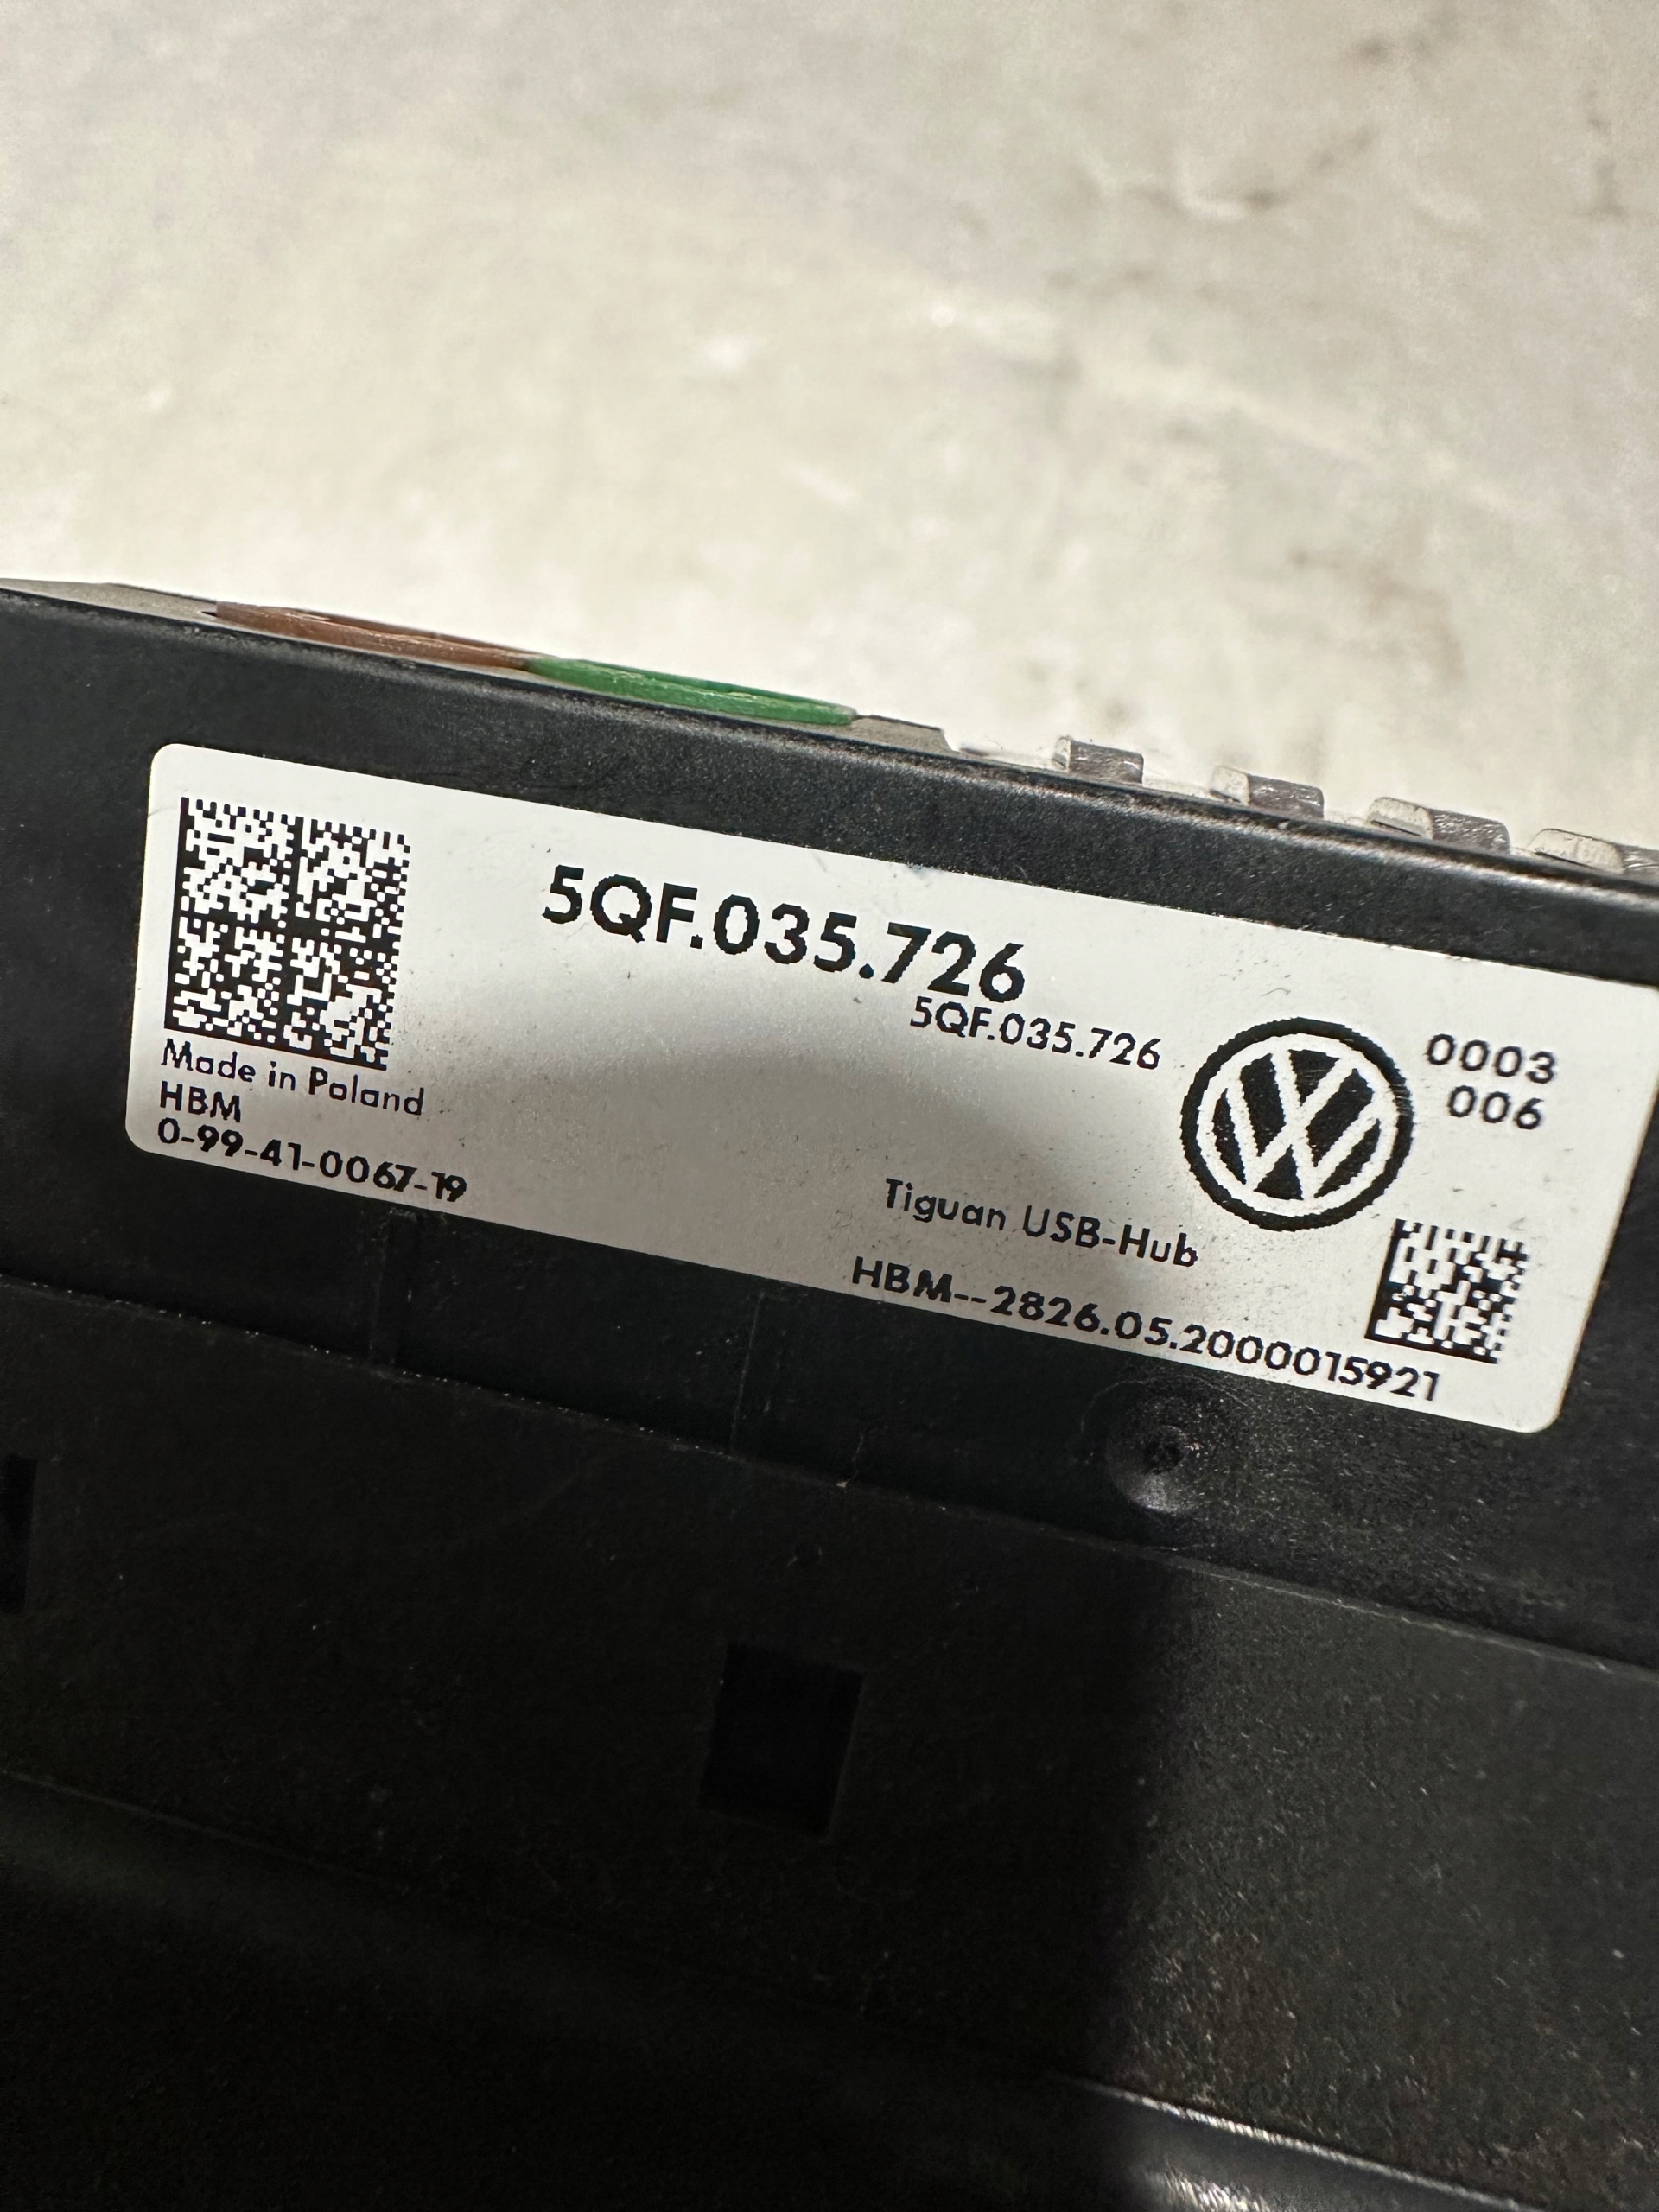 5QF.035.726
5QF.035.726
0003
006
Made in Poland
HBM
0-99-41-0067-19
Tiguan USB-Hub
HBM--2826.05.2000015921